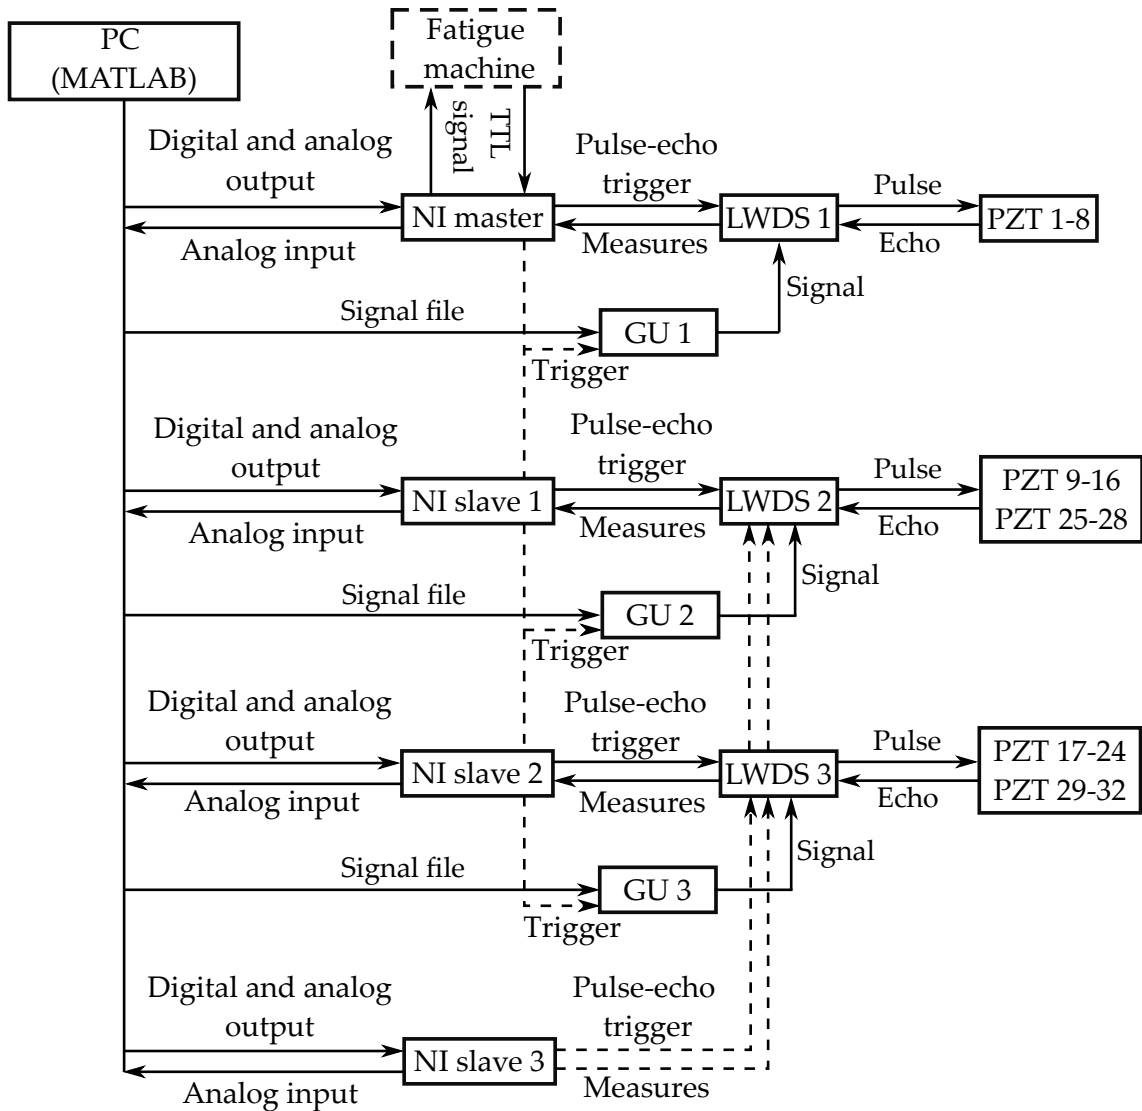 PC
(MATLAB)
Fatigue
machine
signal
TTL
Digital and analog
output
Analog input
NI master
Pulse-echo
trigger
Measures
LWDS 1
Pulse
Echo
PZT 1-8
Signal
Signal file
GU 1
Trigger
Digital and analog
output
Analog input
NI slave 1
Pulse-echo
trigger
Measures
LWDS 2
Pulse
Echo
PZT 9-16
PZT 25-28
Signal
Signal file
GU 2
Trigger
Digital and analog
output
Analog input
NI slave 2
Pulse-echo
trigger
Measures
LWDS 3
Pulse
Echo
PZT 17-24
PZT 29-32
Signal
Signal file
GU 3
Trigger
Digital and analog
output
Analog input
NI slave 3
Pulse-echo
trigger
Measures